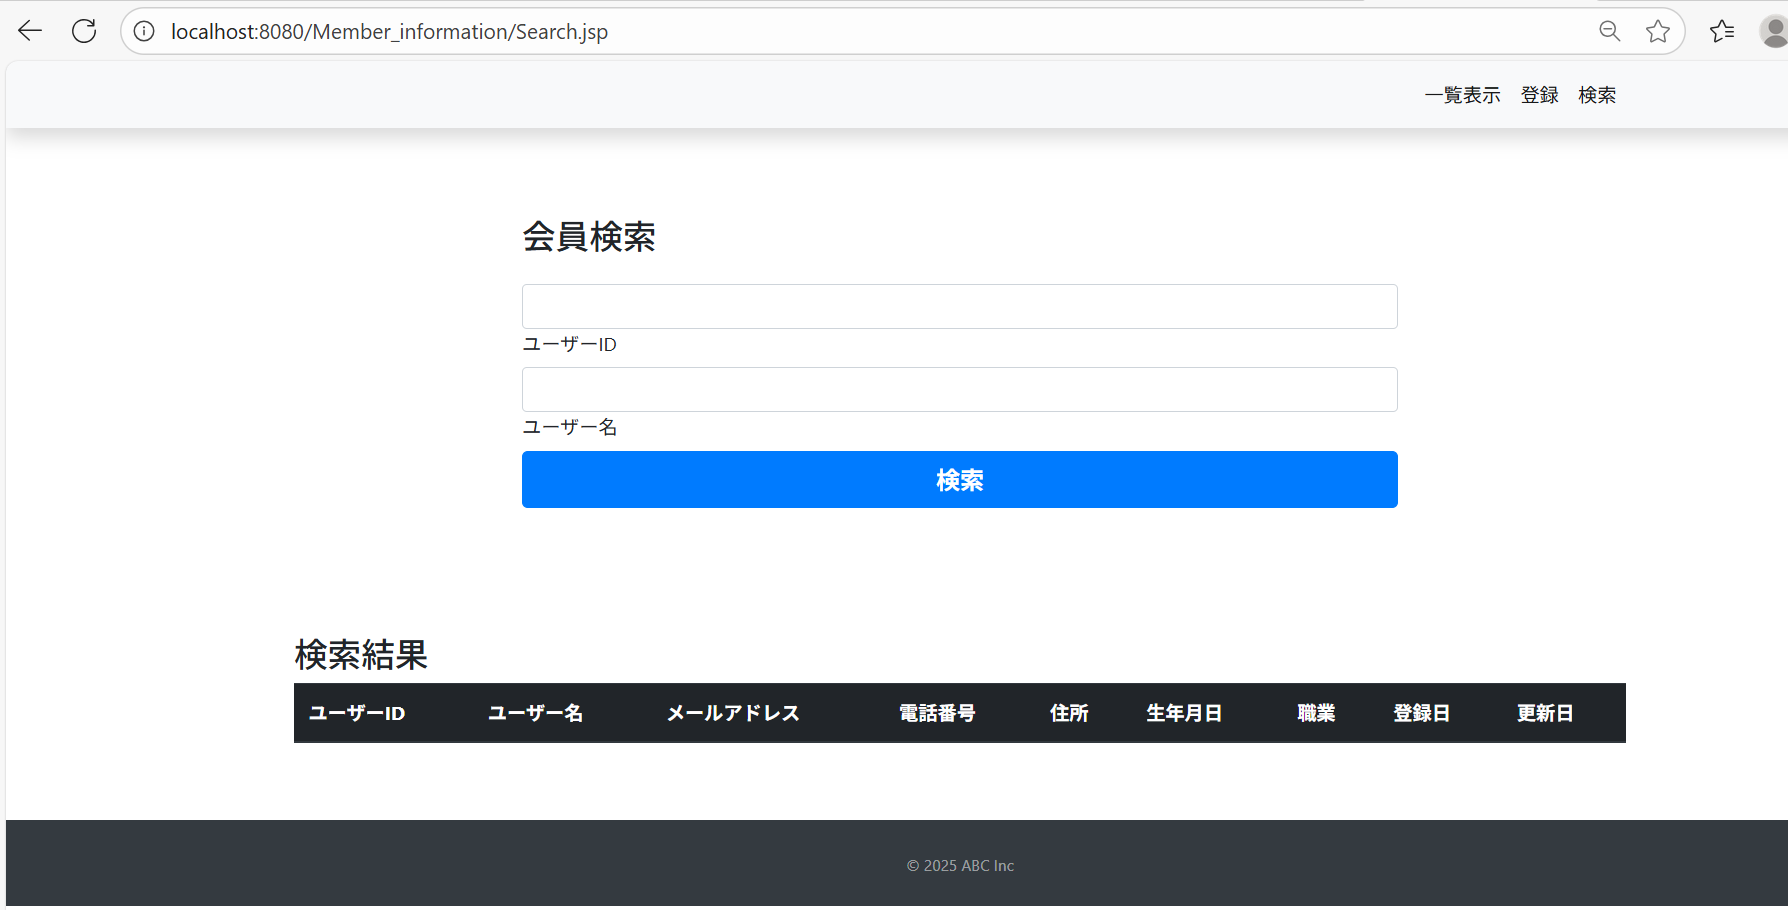 localhost:8080/Member_information/Search.jsp
一覧表示 登録 検索
会員検索
ユーザーID
ユーザー名
検索
検索結果
ユーザーID ユーザー名 メールアドレス 電話番号 住所 生年月日 職業 登録日 更新日
© 2025 ABC Inc